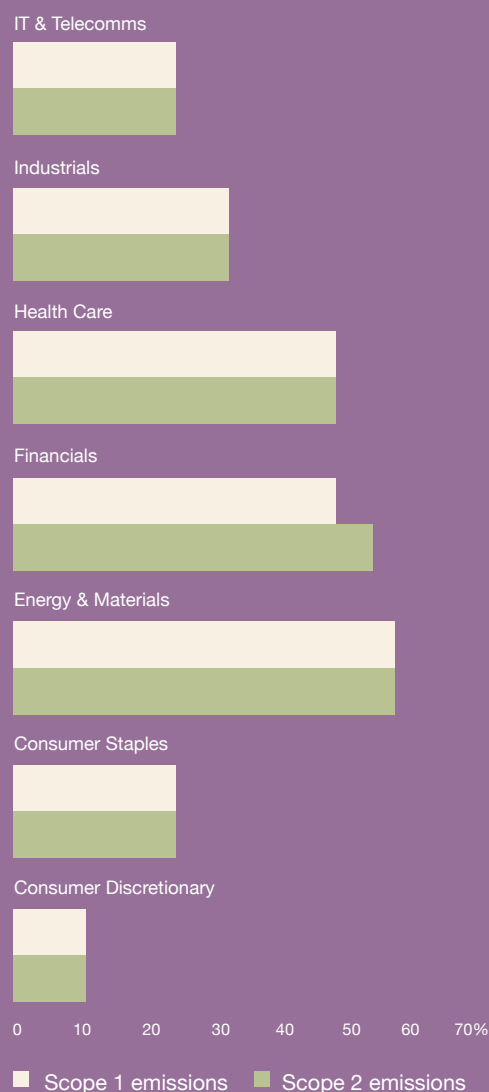 IT & Telecomms
Industrials
Health Care
Financials
Energy & Materials
Consumer Staples
Consumer Discretionary
0 10 20 30 40 50 60 70%
Scope 1 emissions Scope 2 emissions